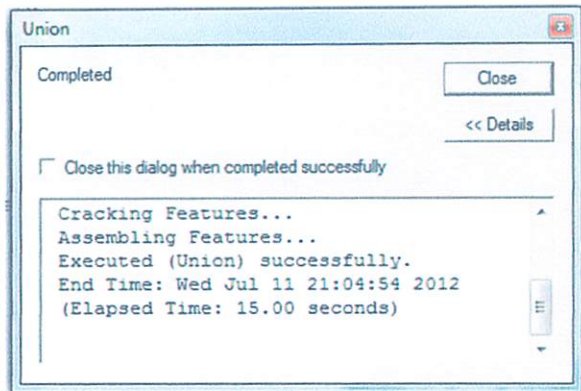 Union
Completed
Close
<< Details
Close this dialog when completed successfully
Cracking Features...
Assembling Features...
Executed (Union) successfully.
End Time: Wed Jul 11 21:04:54 2012
(Elapsed Time: 15.00 seconds)